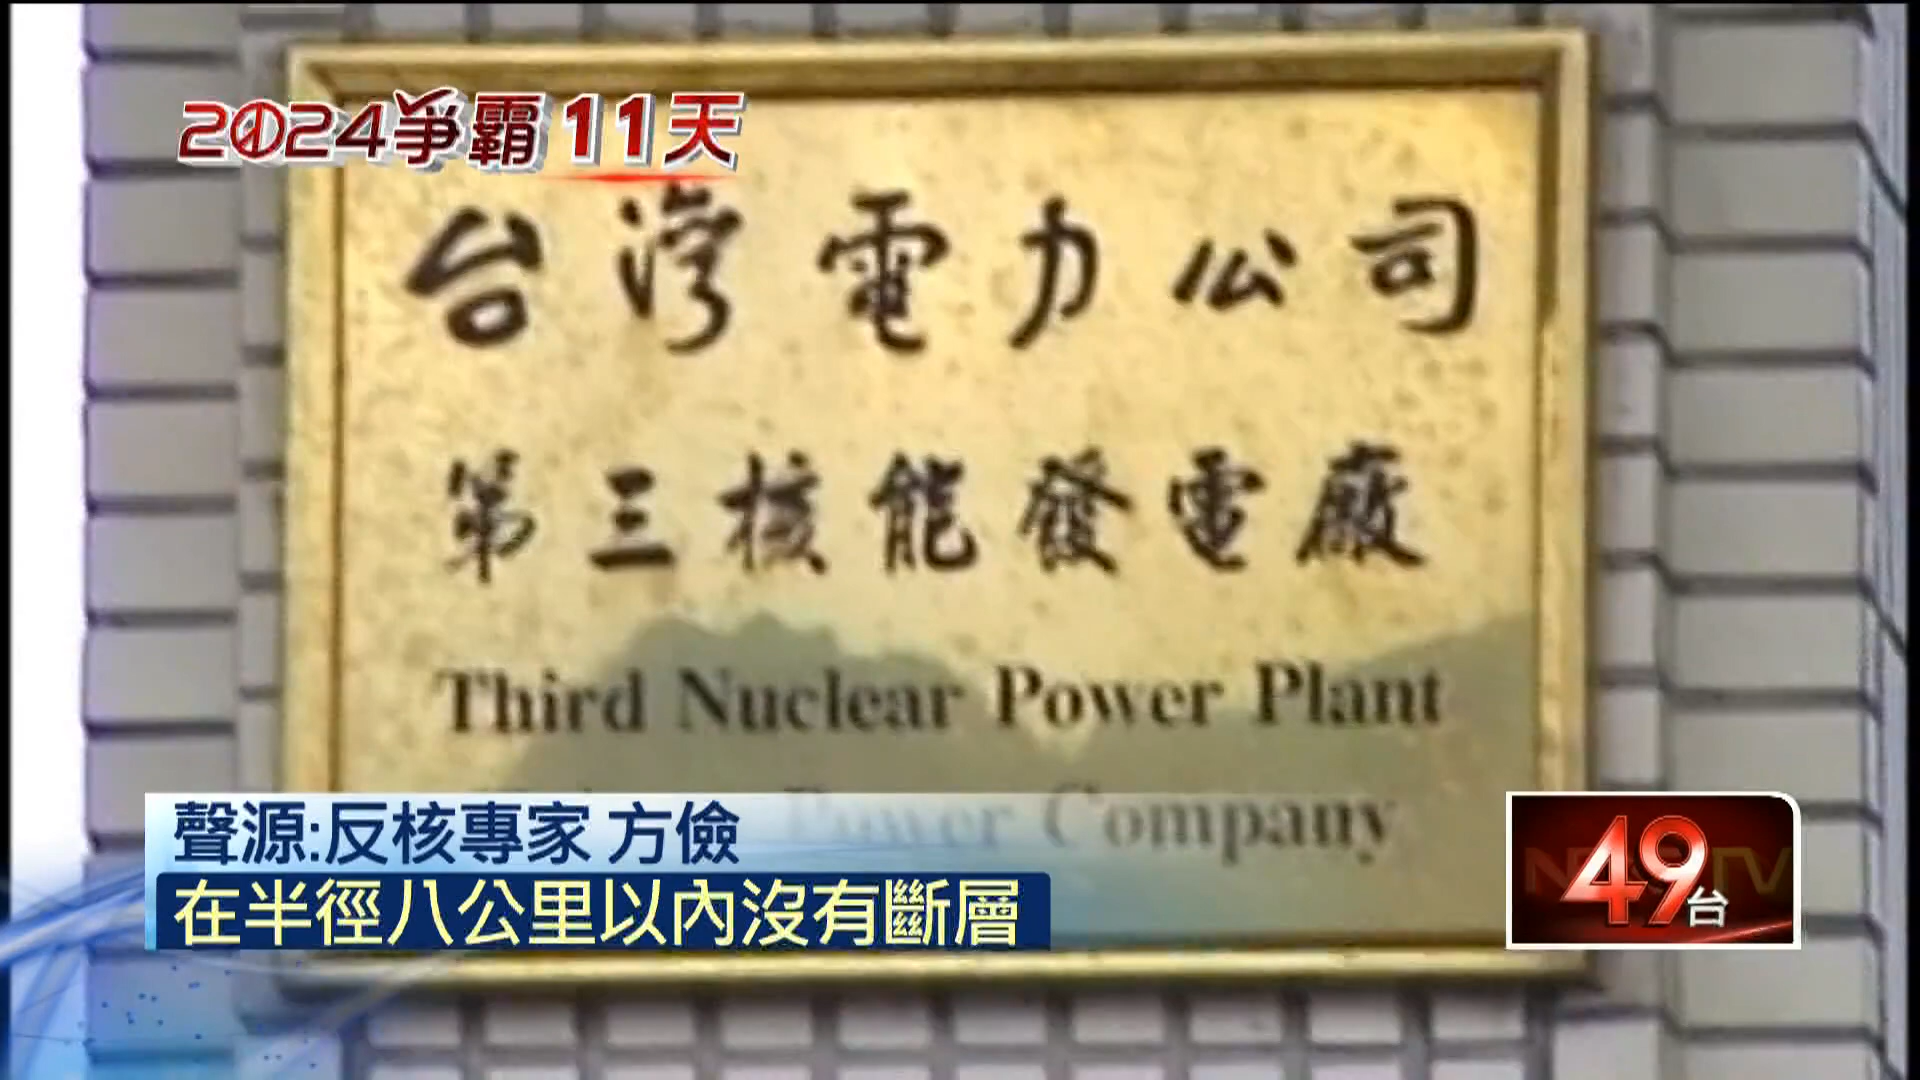 2024爭霸 11天
台灣電力公司
第三核能發電廠
Third Nuclear Power Plant
Power Company
聲源:反核專家 方儉
在半徑八公里以內沒有斷層
49台